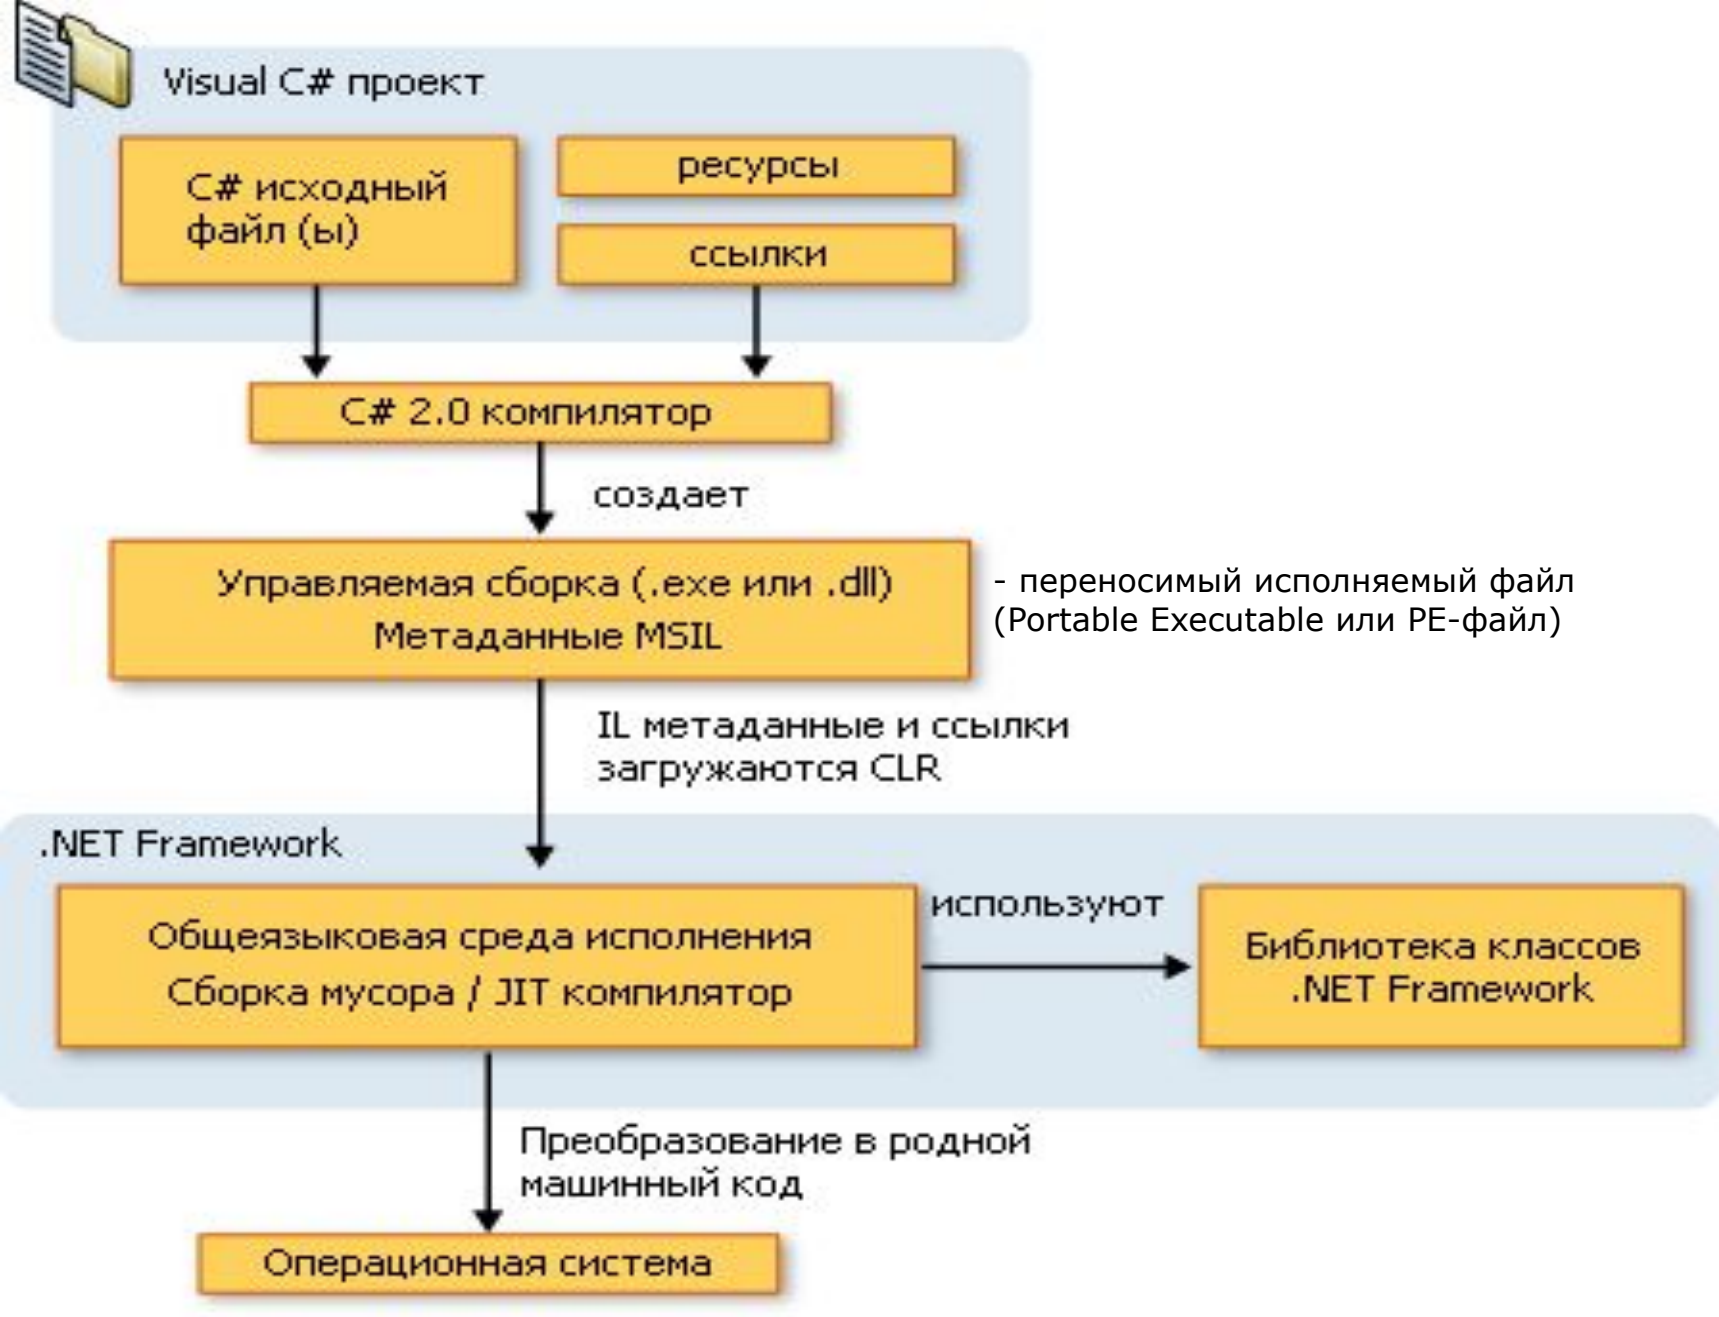 Visual C# проект
C# исходный
файл (ы)
ресурсы
ссылки
C# 2.0 компилятор
создает
Управляемая сборка (.exe или .dll)
Метаданные MSIL
- переносимый исполняемый файл
(Portable Executable или PE-файл)
IL метаданные и ссылки
загружаются CLR
.NET Framework
Общеязыковая среда исполнения
Сборка мусора / JIT компилятор
используют
Библиотека классов
.NET Framework
Преобразование в родной
машинный код
Операционная система